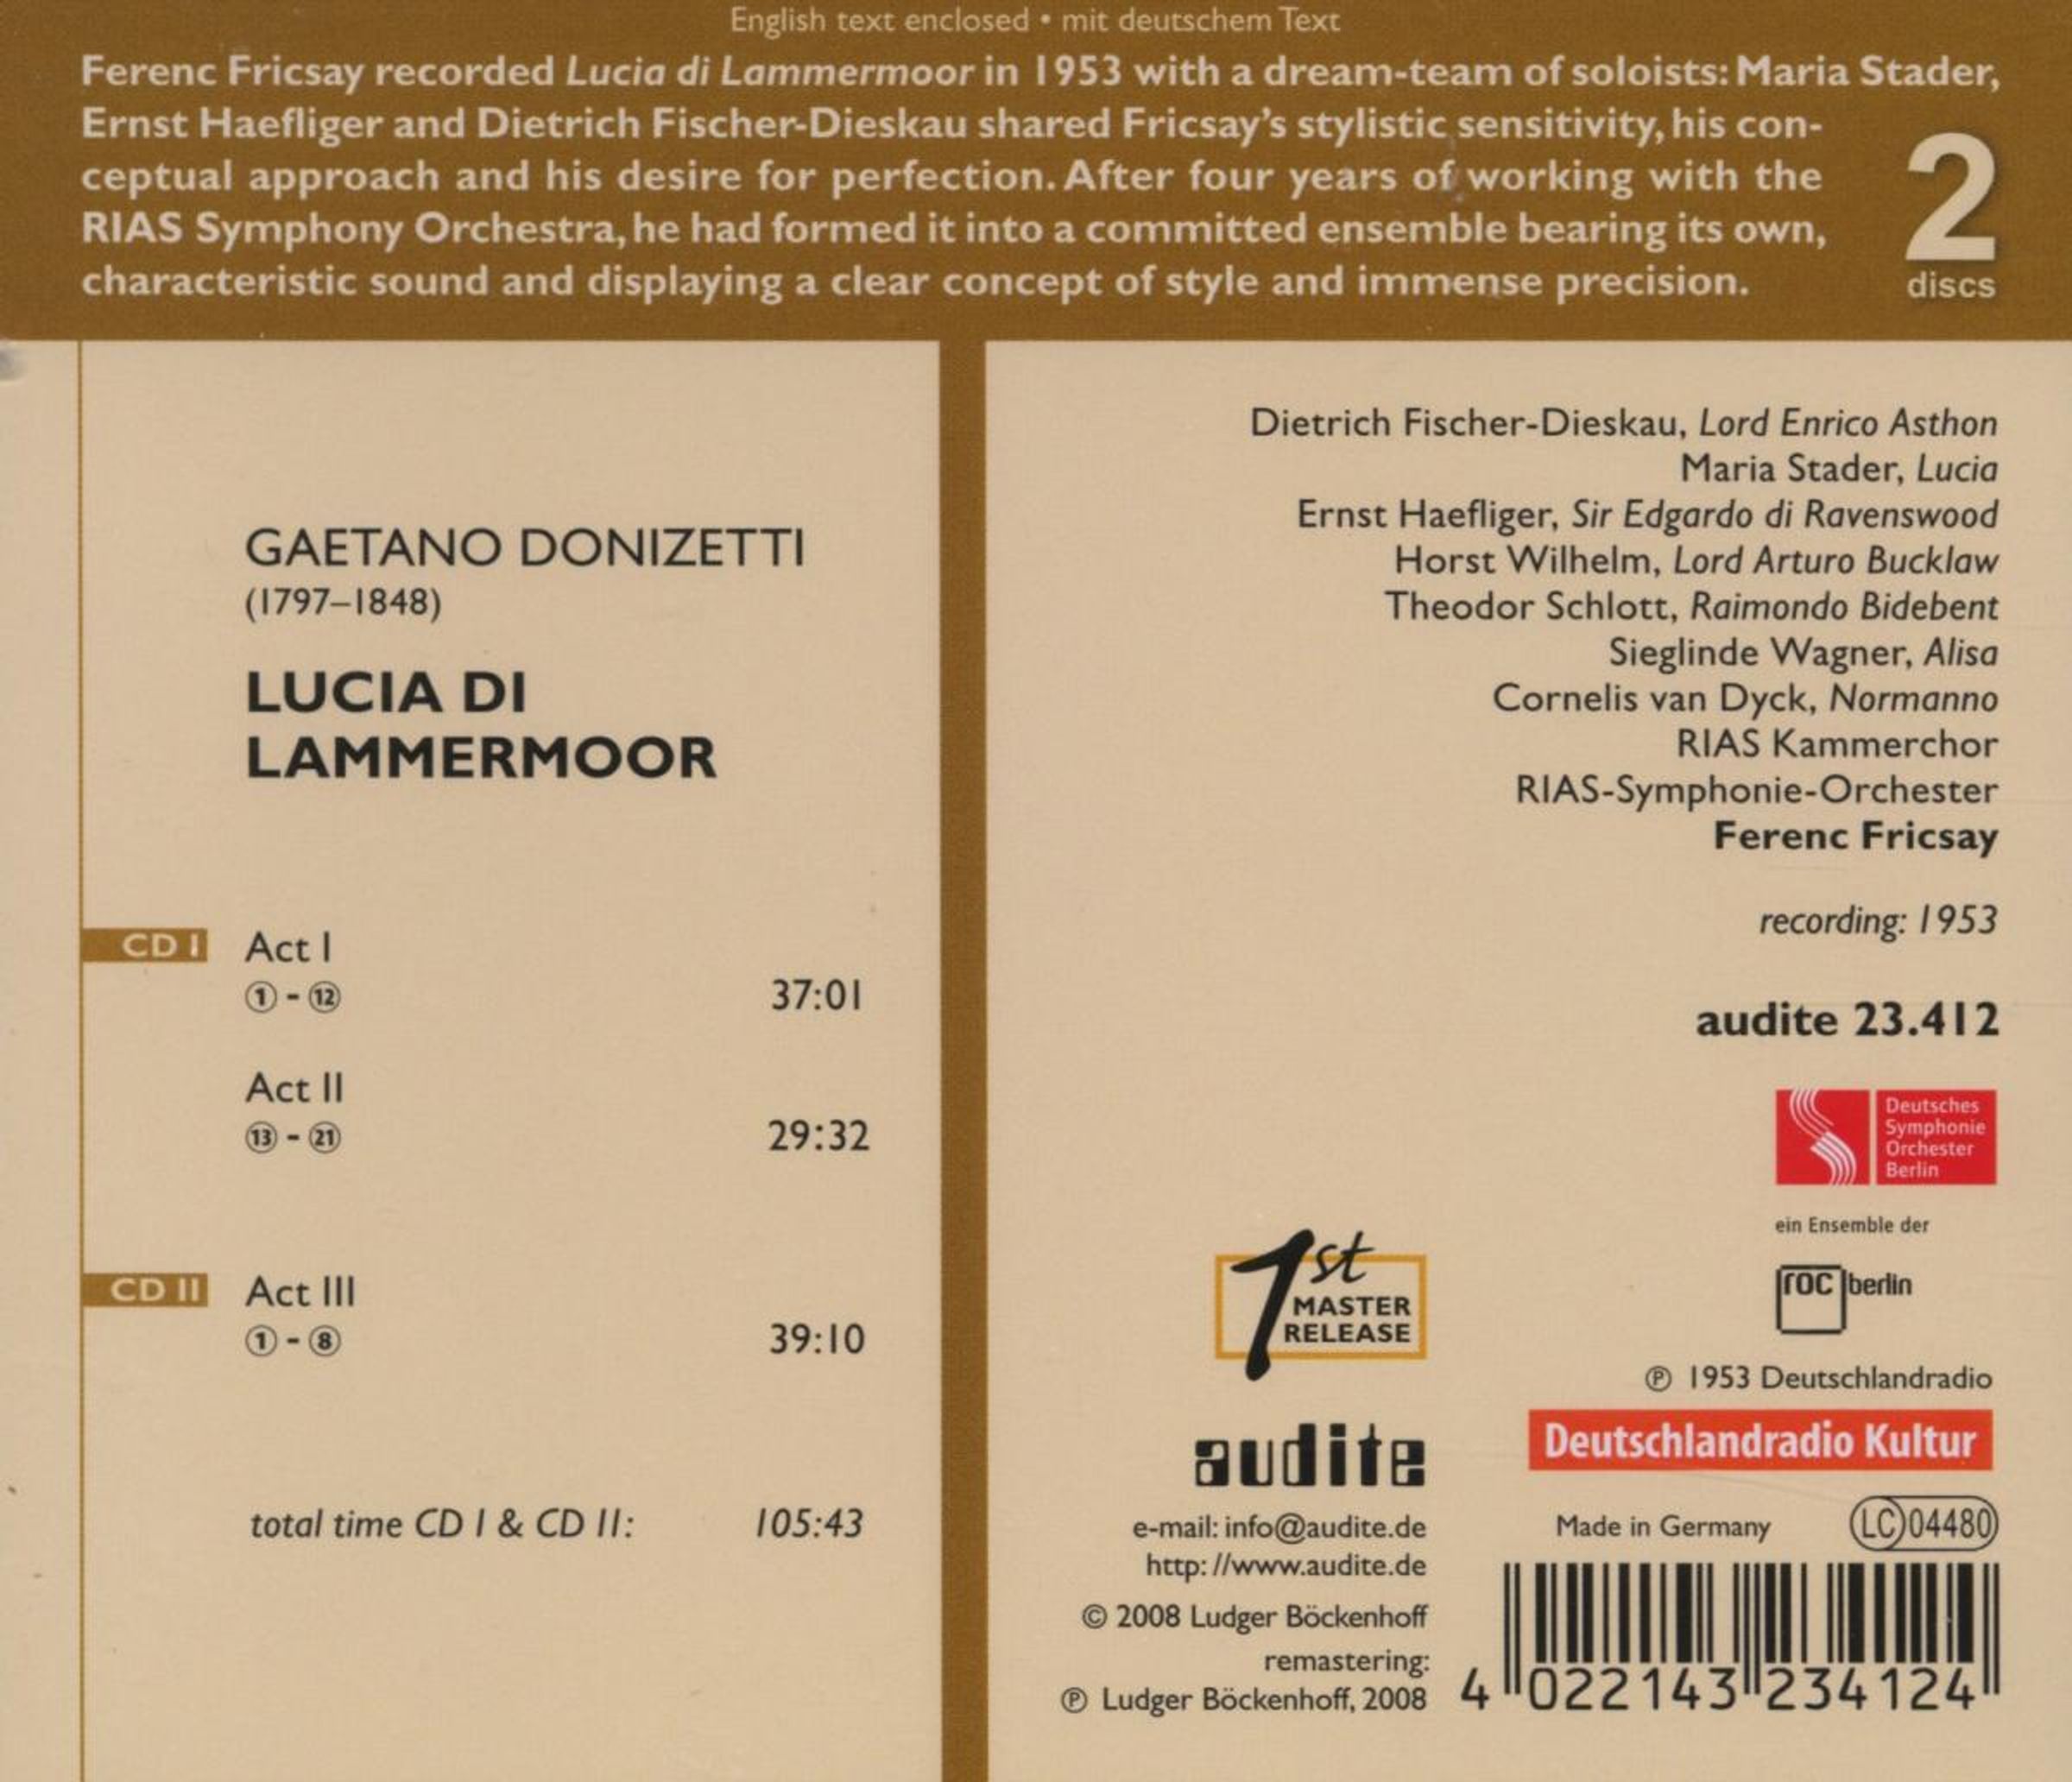 English text enclosed • mit deutschem Text
Ferenc Fricsay recorded Lucia di Lammermoor in 1953 with a dream-team of soloists: Maria Stader,
Ernst Haefliger and Dietrich Fischer-Dieskau shared Fricsay's stylistic sensitivity, his con-
ceptual approach and his desire for perfection. After four years of working with the
RIAS Symphony Orchestra, he had formed it into a committed ensemble bearing its own,
characteristic sound and displaying a clear concept of style and immense precision.
2
discs
GAETANO DONIZETTI
(1797–1848)
LUCIA DI
LAMMERMOOR
CD I Act I
① - ⑫ 37:01
Act II
⑬ - ㉑ 29:32
CD II Act III
① - ⑧ 39:10
total time CD I & CD II: 105:43
Dietrich Fischer-Dieskau, Lord Enrico Asthon
Maria Stader, Lucia
Ernst Haefliger, Sir Edgardo di Ravenswood
Horst Wilhelm, Lord Arturo Bucklaw
Theodor Schlott, Raimondo Bidebent
Sieglinde Wagner, Alisa
Cornelis van Dyck, Normanno
RIAS Kammerchor
RIAS-Symphonie-Orchester
Ferenc Fricsay
recording: 1953
audite 23.412
Deutsches
Symphonie
Orchester
Berlin
ein Ensemble der
roc berlin
1st
MASTER
RELEASE
℗ 1953 Deutschlandradio
Deutschlandradio Kultur
audite
e-mail: info@audite.de
http: //www.audite.de
© 2008 Ludger Böckenhoff
remastering:
℗ Ludger Böckenhoff, 2008
Made in Germany
LC 04480
4 022143 234124